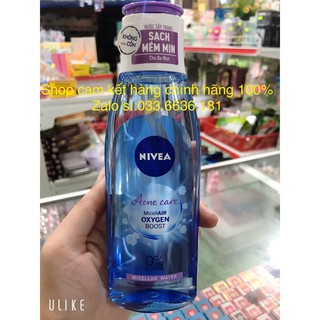 NƯỚC TẨY TRANG
SẠCH
MỀM MỊN
Cho Da Mụn
KHÔNG
CỒN
Shop cam kết hàng chính hãng 100%
Zalo sỉ:033.6636.181
NIVEA
Acne care
MicellAIR
OXYGEN
BOOST
0%
MICELLAR WATER
ULIKE